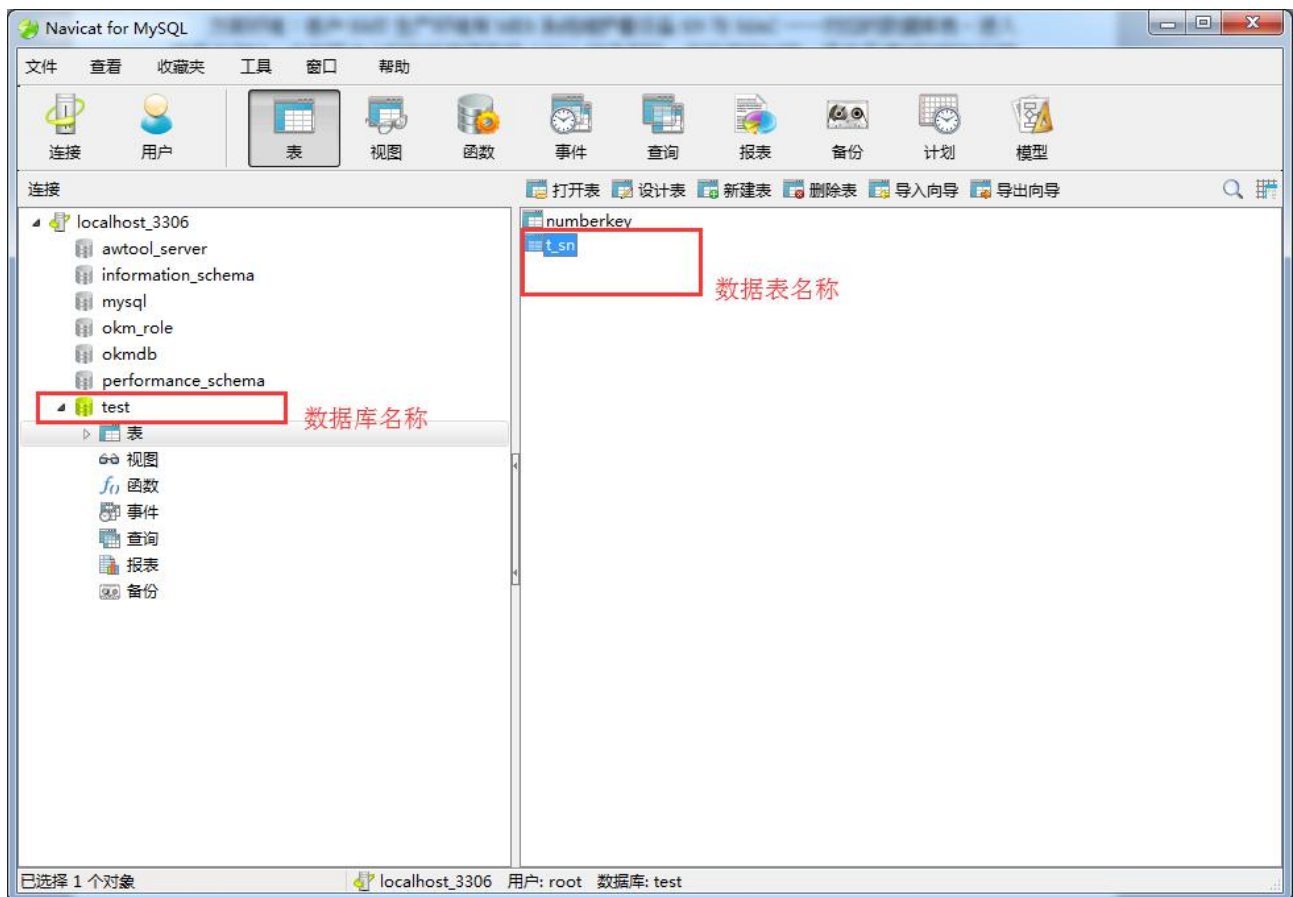 Navicat for MySQL
文件 查看 收藏夹 工具 窗口 帮助
连接 用户 表 视图 函数 事件 查询 报表 备份 计划 模型
连接
打开表 设计表 新建表 删除表 导入向导 导出向导
localhost_3306
awtool_server
information_schema
mysql
okm_role
okmdb
performance_schema
test
数据库名称
表
视图
函数
事件
查询
报表
备份
numberkey
t_sn
数据表名称
已选择 1 个对象 localhost_3306 用户: root 数据库: test